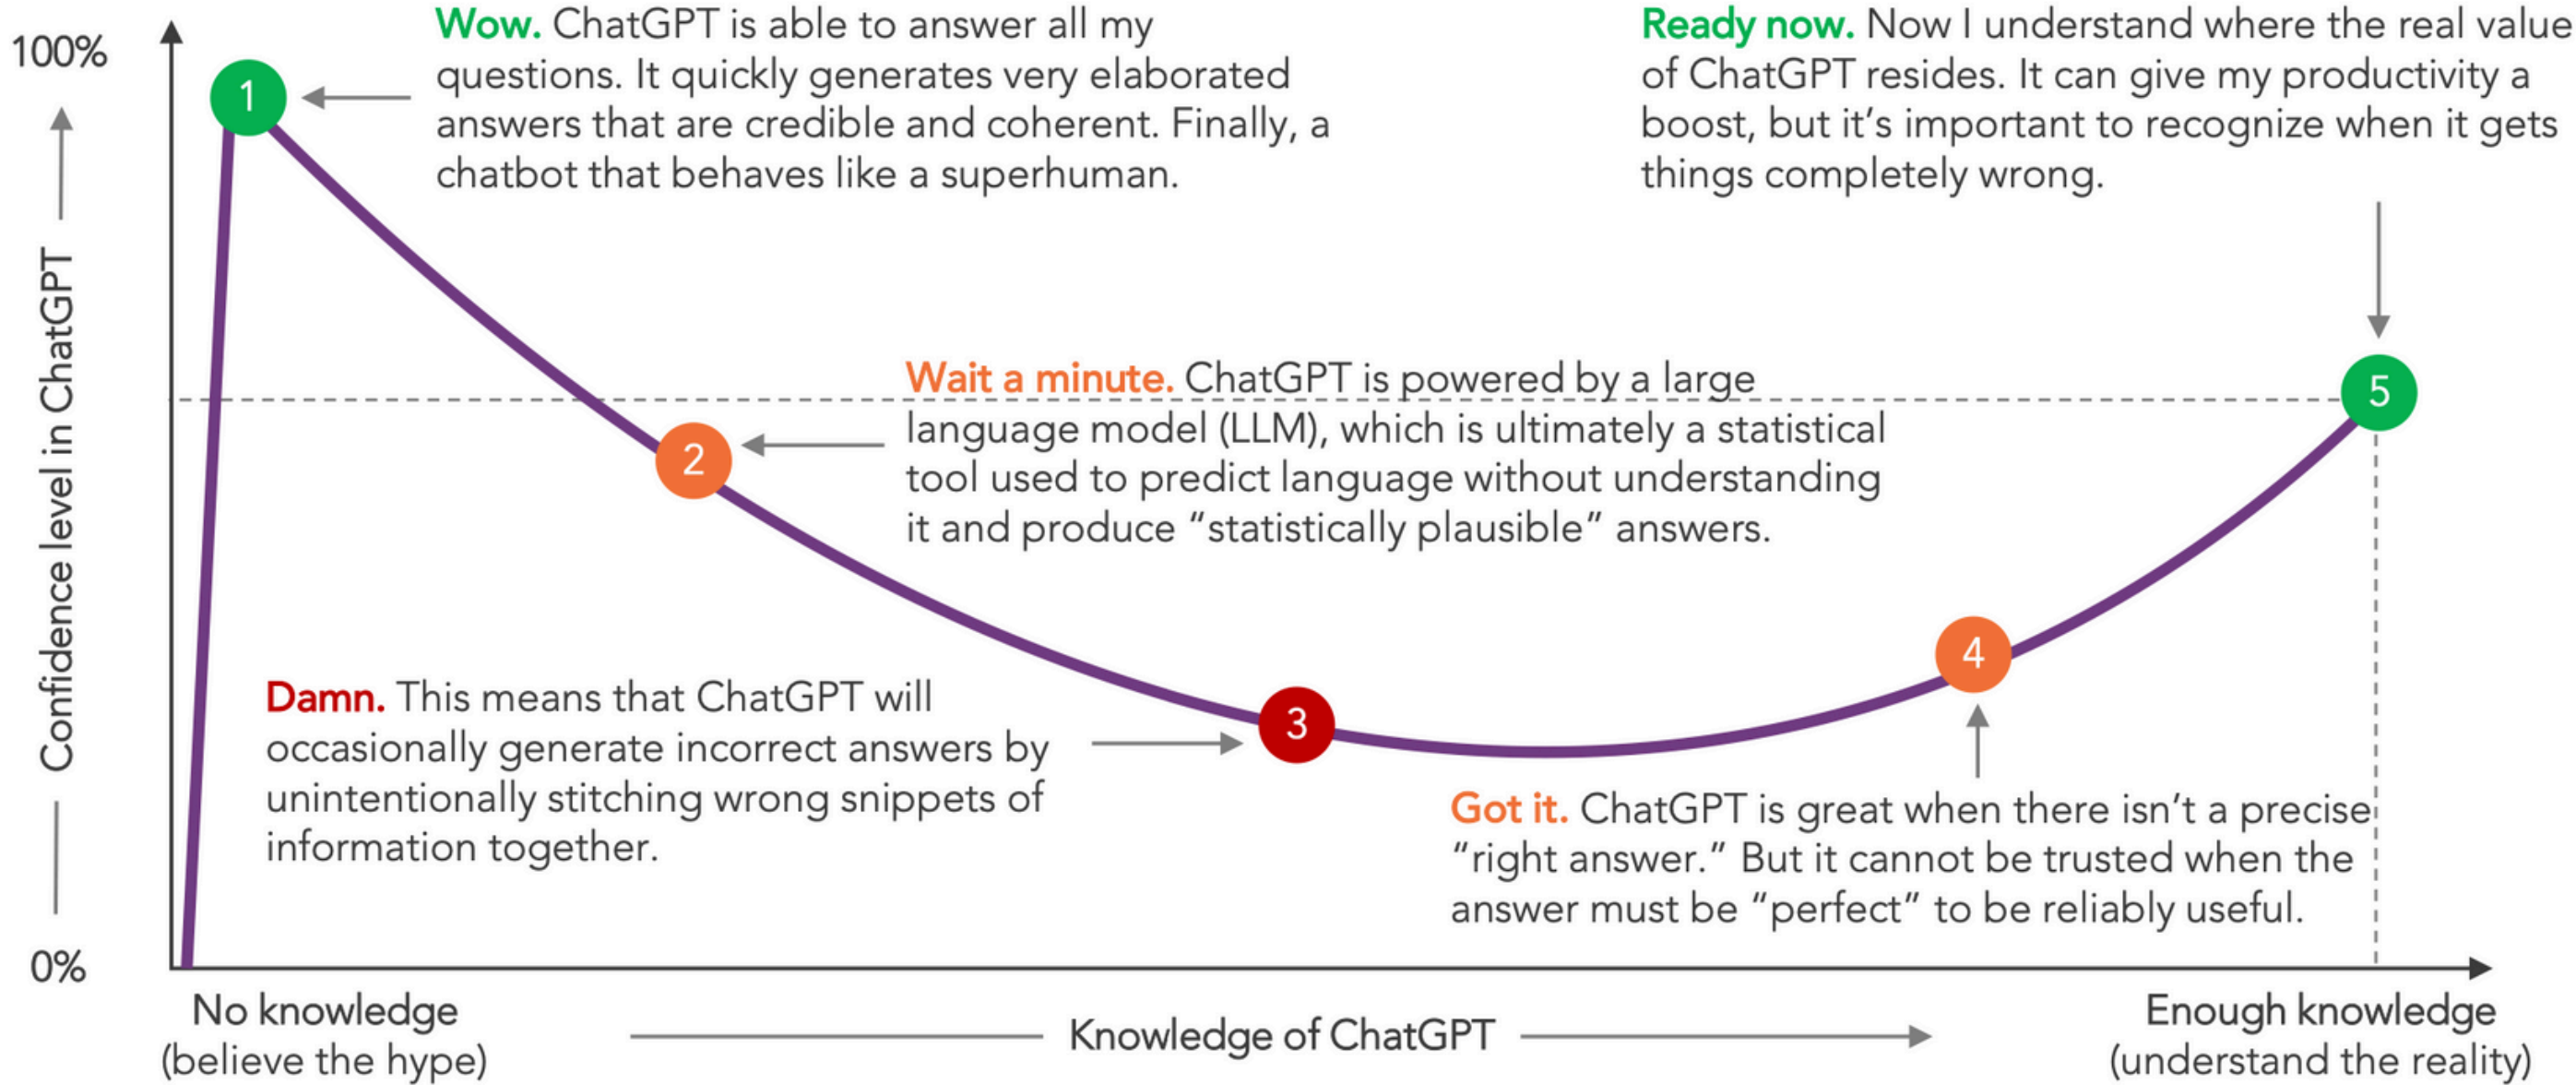 100%
Confidence level in ChatGPT
0%
1
Wow. ChatGPT is able to answer all my
questions. It quickly generates very elaborated
answers that are credible and coherent. Finally, a
chatbot that behaves like a superhuman.
Ready now. Now I understand where the real value
of ChatGPT resides. It can give my productivity a
boost, but it’s important to recognize when it gets
things completely wrong.
5
2
Wait a minute. ChatGPT is powered by a large
language model (LLM), which is ultimately a statistical
tool used to predict language without understanding
it and produce “statistically plausible” answers.
Damn. This means that ChatGPT will
occasionally generate incorrect answers by
unintentionally stitching wrong snippets of
information together.
3
4
Got it. ChatGPT is great when there isn’t a precise
“right answer.” But it cannot be trusted when the
answer must be “perfect” to be reliably useful.
No knowledge
(believe the hype)
Knowledge of ChatGPT
Enough knowledge
(understand the reality)